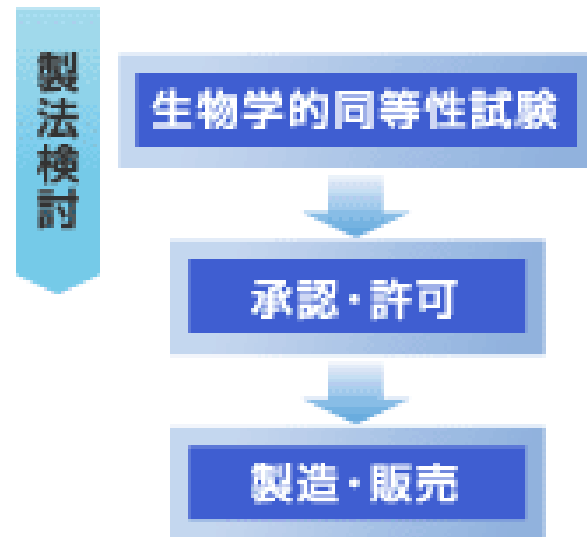 製法検討
生物学的同等性試験
承認・許可
製造・販売